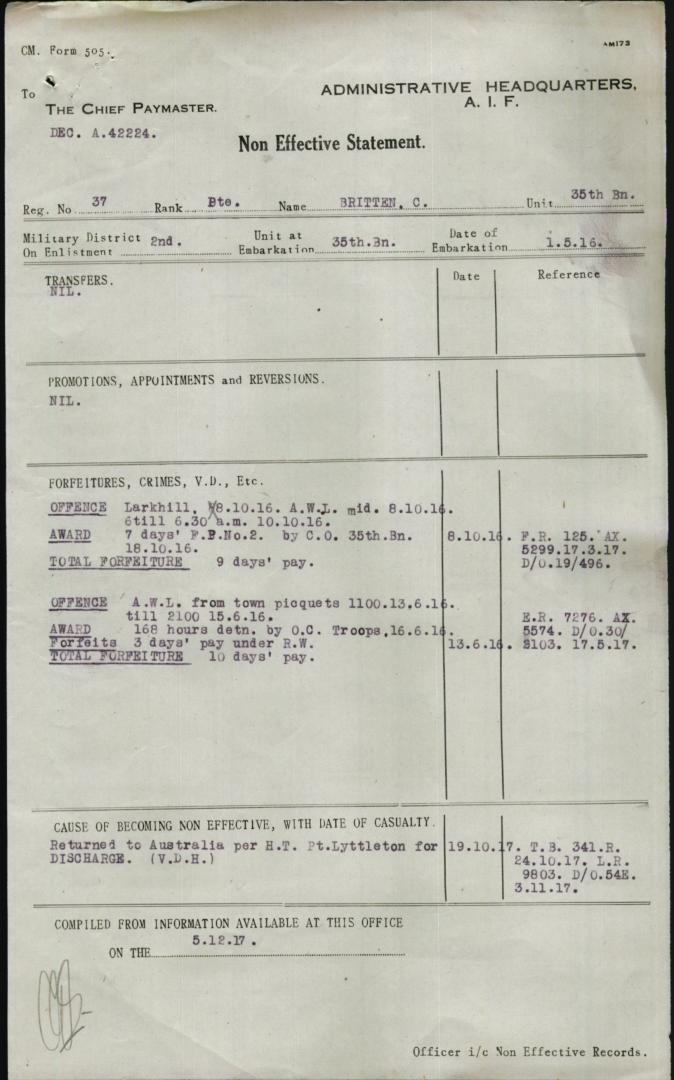 AM173
CM. Form 505.
To
THE CHIEF PAYMASTER.
ADMINISTRATIVE HEADQUARTERS,
A. I. F.
DEC. A.42224.
Non Effective Statement.
Reg. No 37 Rank Pte. Name BRITTEN, C. Unit 35th Bn.
Military District On Enlistment 2nd. Unit at Embarkation 35th.Bn. Date of Embarkation 1.5.16.
TRANSFERS. Date Reference
NIL.
PROMOTIONS, APPOINTMENTS and REVERSIONS.
NIL.
FORFEITURES, CRIMES, V.D., Etc.
OFFENCE Larkhill, 8.10.16. A.W.L. mid. 8.10.16.
6till 6.30 a.m. 10.10.16.
AWARD 7 days' F.P.No.2. by C.O. 35th.Bn. 8.10.16. F.R. 125. AX.
18.10.16. 5299.17.3.17.
TOTAL FORFEITURE 9 days' pay. D/0.19/496.
OFFENCE A.W.L. from town picquets 1100.13.6.16.
till 2100 15.6.16. E.R. 7276. AX.
AWARD 168 hours detn. by O.C. Troops,16.6.16. 5574. D/0.30/
Forfeits 3 days' pay under R.W. 13.6.16. 2103. 17.5.17.
TOTAL FORFEITURE 10 days' pay.
CAUSE OF BECOMING NON EFFECTIVE, WITH DATE OF CASUALTY.
Returned to Australia per H.T. Pt.Lyttleton for 19.10.17. T.B. 341.R.
DISCHARGE. (V.D.H.) 24.10.17. L.R.
9803. D/0.54E.
3.11.17.
COMPILED FROM INFORMATION AVAILABLE AT THIS OFFICE
ON THE 5.12.17.
Officer i/c Non Effective Records.